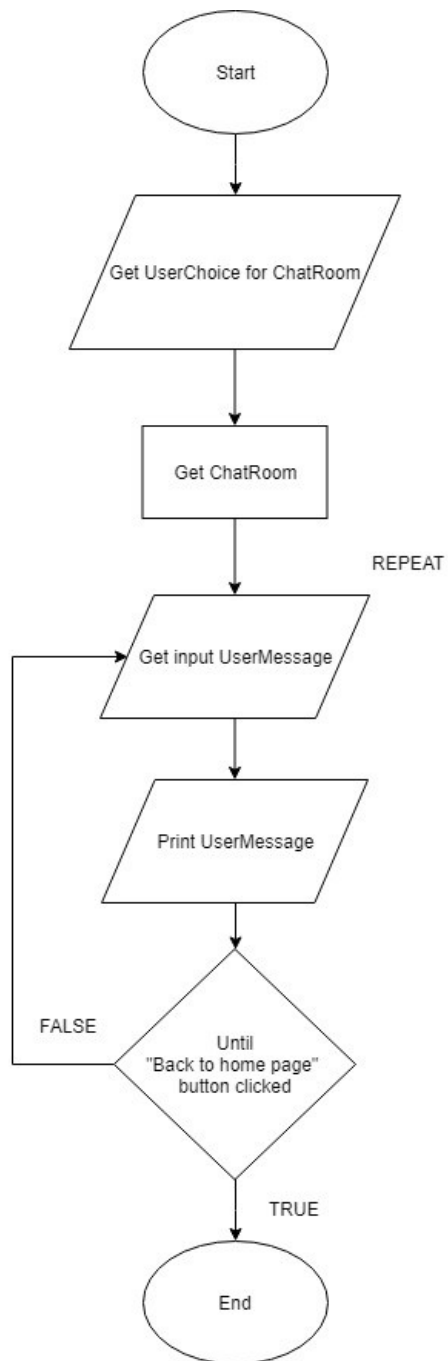 Start
Get UserChoice for ChatRoom
Get ChatRoom
REPEAT
Get input UserMessage
Print UserMessage
FALSE
Until
"Back to home page"
button clicked
TRUE
End